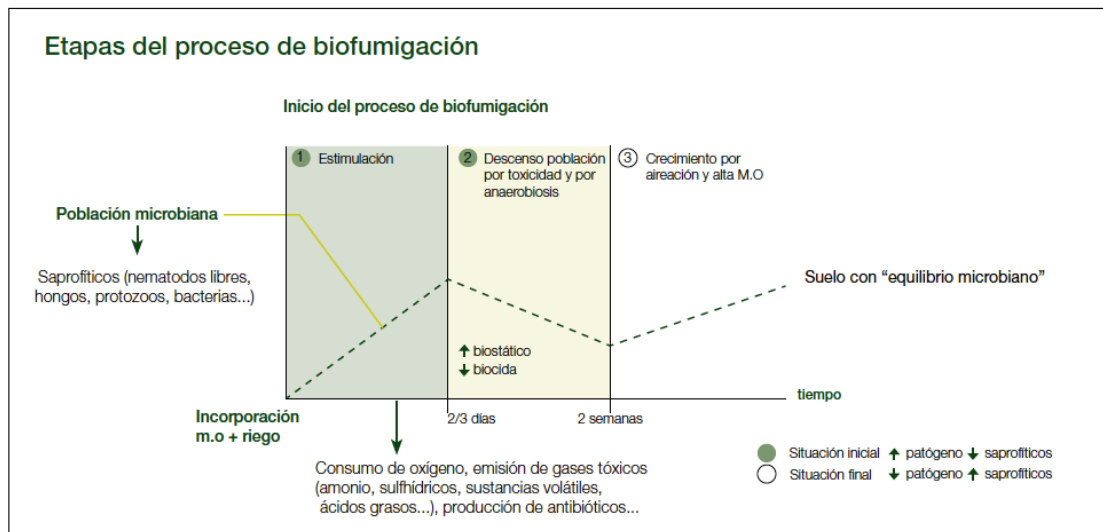 Etapas del proceso de biofumigación
Inicio del proceso de biofumigación
1 Estimulación
2 Descenso población
por toxicidad y por
anaerobiosis
3 Crecimiento por
aireación y alta M.O
Población microbiana
Saprofíticos (nematodos libres,
hongos, protozoos, bacterias...)
Suelo con “equilibrio microbiano”
biostático
biocida
tiempo
Incorporación
m.o + riego
2/3 días
2 semanas
Consumo de oxígeno, emisión de gases tóxicos
(amonio, sulfhídricos, sustancias volátiles,
ácidos grasos...), producción de antibióticos...
Situación inicial patógeno saprofíticos
Situación final patógeno saprofíticos